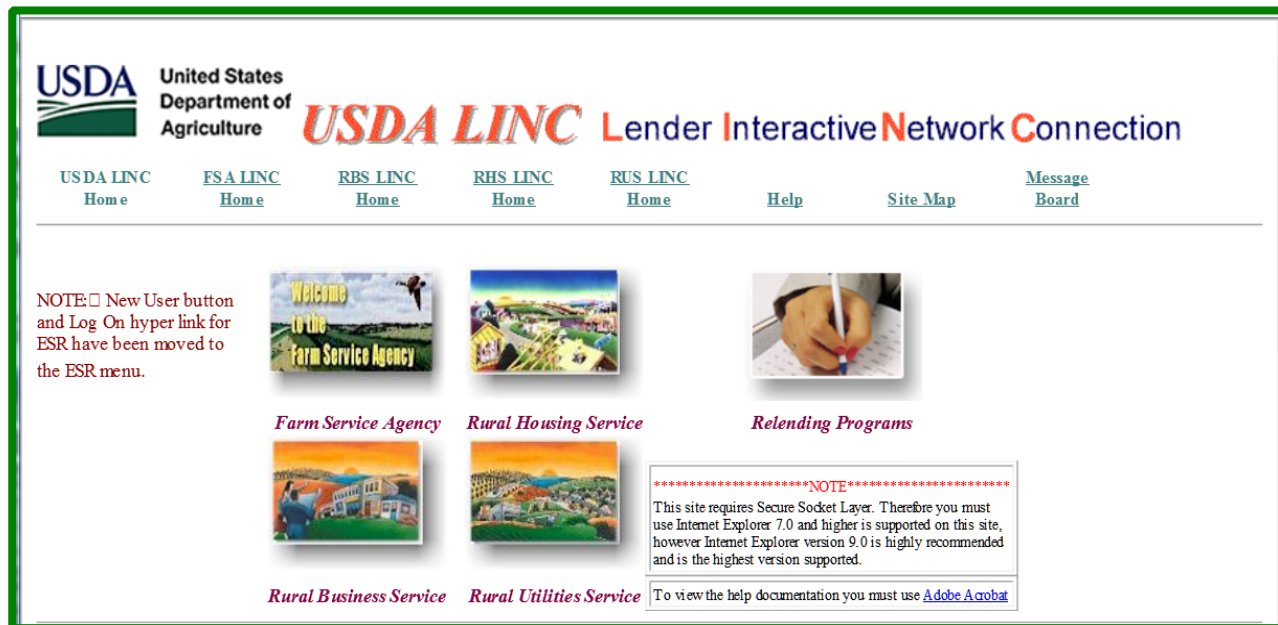 USDA
United States
Department of
Agriculture
USDA LINC Lender Interactive Network Connection
USDA LINC
Home
FSA LINC
Home
RBS LINC
Home
RHS LINC
Home
RUS LINC
Home
Help
Site Map
Message
Board
NOTE:□ New User button
and Log On hyper link for
ESR have been moved to
the ESR menu.
Welcome
to the
Farm Service Agency
Farm Service Agency
Rural Housing Service
Relending Programs
Rural Business Service
Rural Utilities Service
**********************NOTE***********************
This site requires Secure Socket Layer. Therefore you must
use Internet Explorer 7.0 and higher is supported on this site,
however Internet Explorer version 9.0 is highly recommended
and is the highest version supported.
To view the help documentation you must use Adobe Acrobat